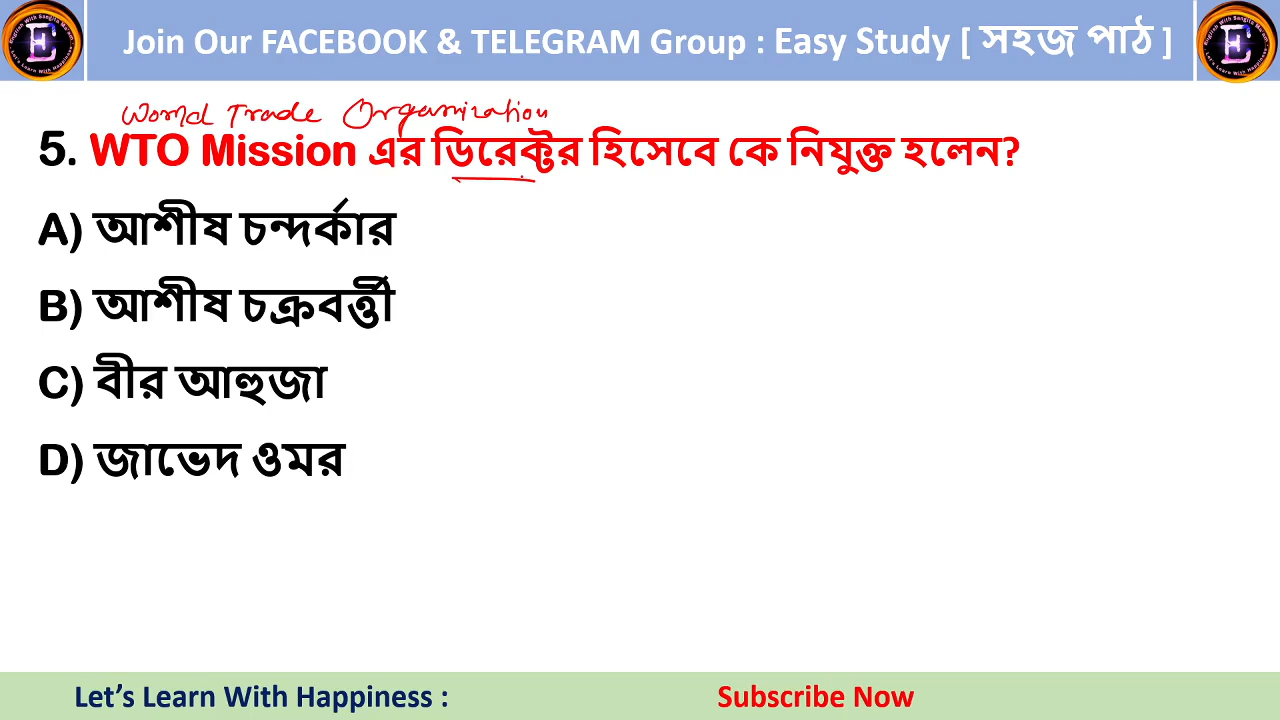 Join Our FACEBOOK & TELEGRAM Group : Easy Study [ সহজ পাঠ ]
World Trade Organization
5. WTO Mission এর ডিরেক্টর হিসেবে কে নিযুক্ত হলেন?
A) আশীষ চন্দর্কার
B) আশীষ চক্রবর্ত্তী
C) বীর আহুজা
D) জাভেদ ওমর
Let's Learn With Happiness :
Subscribe Now